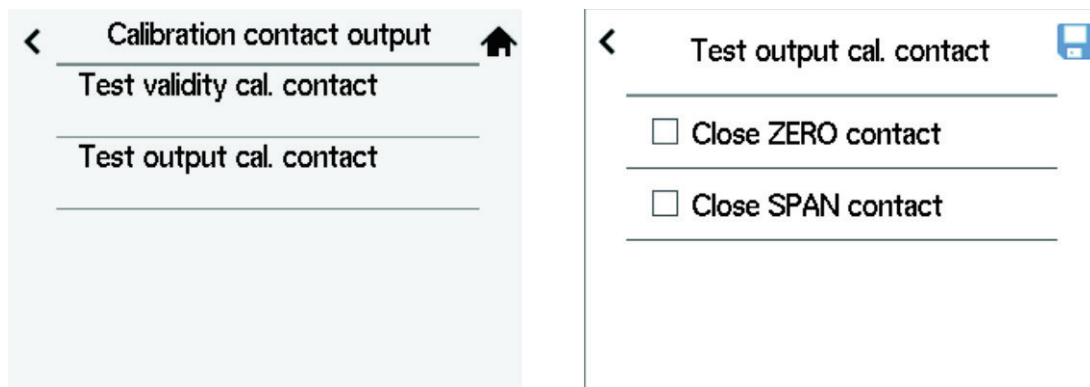 Calibration contact output
Test validity cal. contact
Test output cal. contact
Test output cal. contact
Close ZERO contact
Close SPAN contact